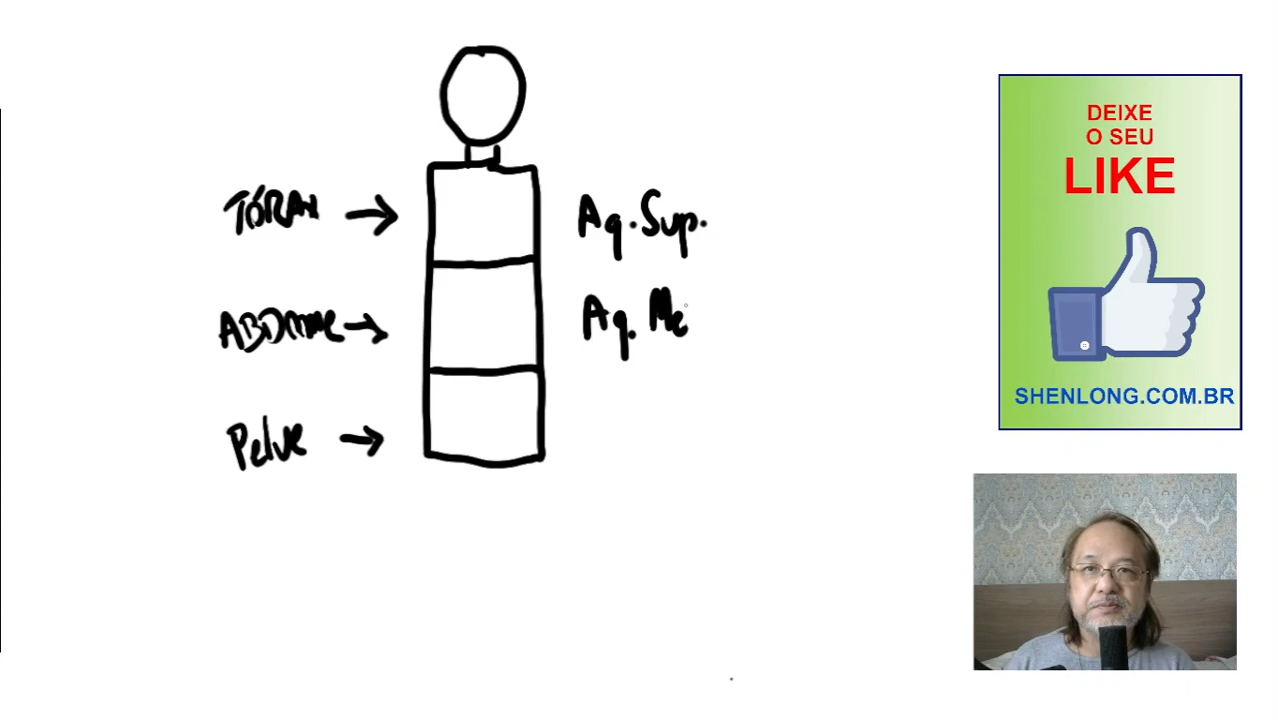 TÓRAX
Aq. Sup.
ABDOME
Aq. Me
Pelve
DEIXE
O SEU
LIKE
SHENLONG.COM.BR